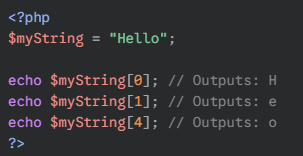 <?php
$myString = "Hello";
echo $myString[0]; // Outputs: H
echo $myString[1]; // Outputs: e
echo $myString[4]; // Outputs: o
?>